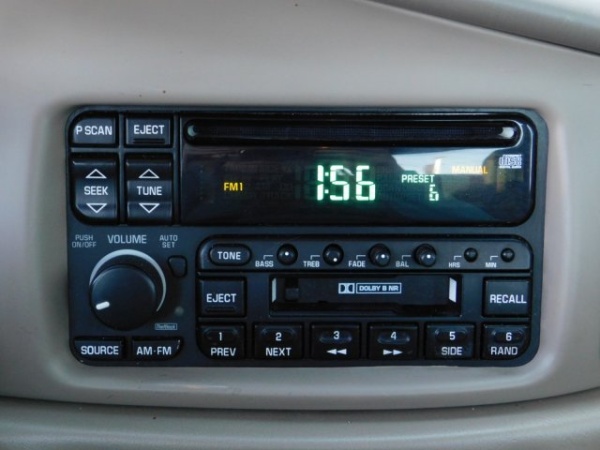 P SCAN EJECT
SEEK TUNE
FM1 1:56 PRESET 6 MANUAL
DIGITAL AUDIO
PUSH ON/OFF VOLUME AUTO SET
TONE BASS TREB FADE BAL HRS MIN
EJECT DOLBY B NR RECALL
1 PREV 2 NEXT 3 4 5 SIDE 6 RAND
SOURCE AM-FM